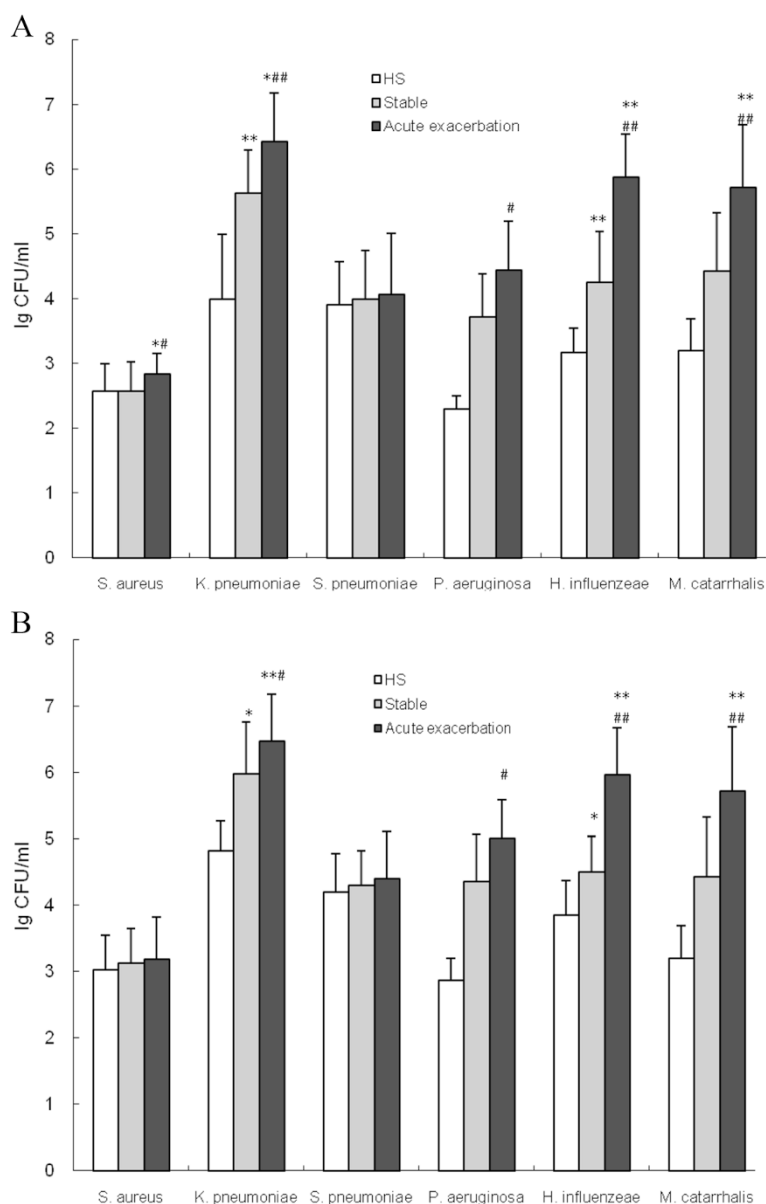 A
8
7
6
5
4
3
2
1
0
lg CFU/ml
HS
Stable
Acute exacerbation
*#
**
*##
#
**
**
##
**
##
S. aureus K. pneumoniae S. pneumoniae P. aeruginosa H. influenzeae M. catarrhalis
B
8
7
6
5
4
3
2
1
0
lg CFU/ml
HS
Stable
Acute exacerbation
*
**#
#
*
**
##
**
##
S. aureus K. pneumoniae S. pneumoniae P. aeruginosa H. influenzeae M. catarrhalis